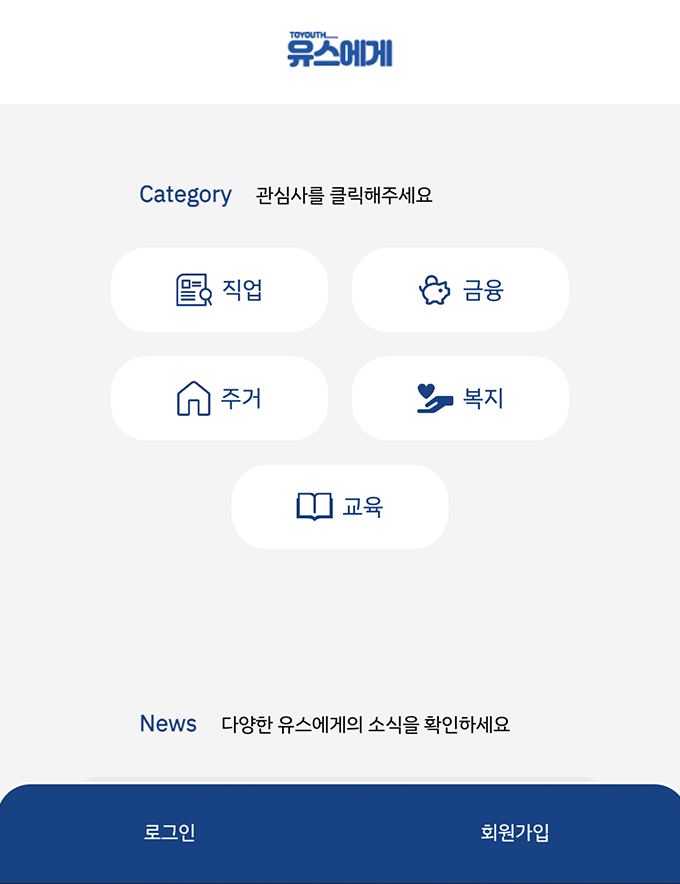 TOYOUTH
유스에게
Category 관심사를 클릭해주세요
직업 금융
주거 복지
교육
News 다양한 유스에게의 소식을 확인하세요
로그인 회원가입